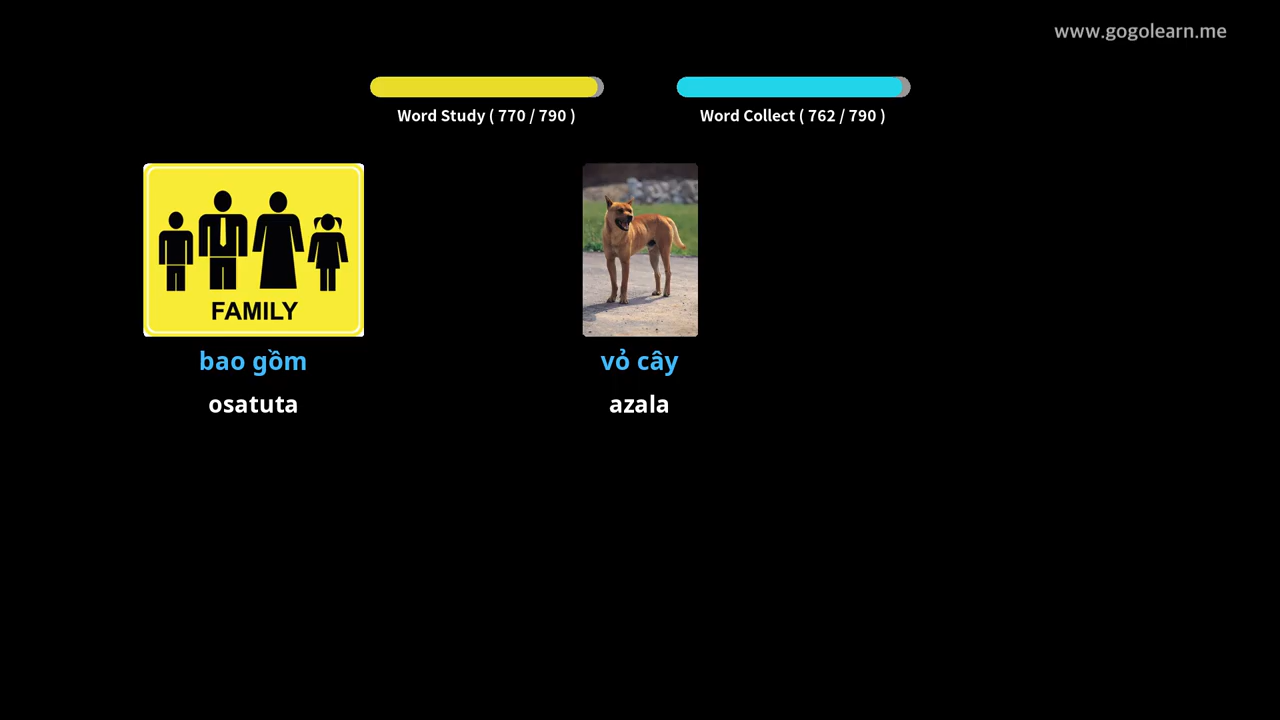 www.gogolearn.me
Word Study ( 770 / 790 )
Word Collect ( 762 / 790 )
FAMILY
bao gồm
vỏ cây
osatuta
azala